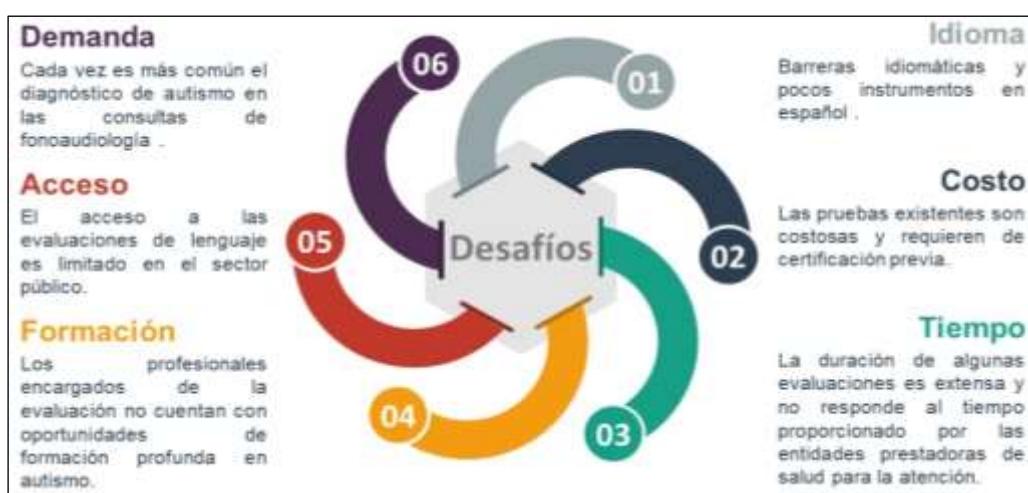 Demanda
Cada vez es más común el
diagnóstico de autismo en
las consultas de
fonoaudiología .
Acceso
El acceso a las
evaluaciones de lenguaje
es limitado en el sector
público.
Formación
Los profesionales
encargados de la
evaluación no cuentan con
oportunidades de
formación profunda en
autismo.
06
01
05
Desafíos
02
04
03
Idioma
Barreras idiomáticas y
pocos instrumentos en
español .
Costo
Las pruebas existentes son
costosas y requieren de
certificación previa.
Tiempo
La duración de algunas
evaluaciones es extensa y
no responde al tiempo
proporcionado por las
entidades prestadoras de
salud para la atención.